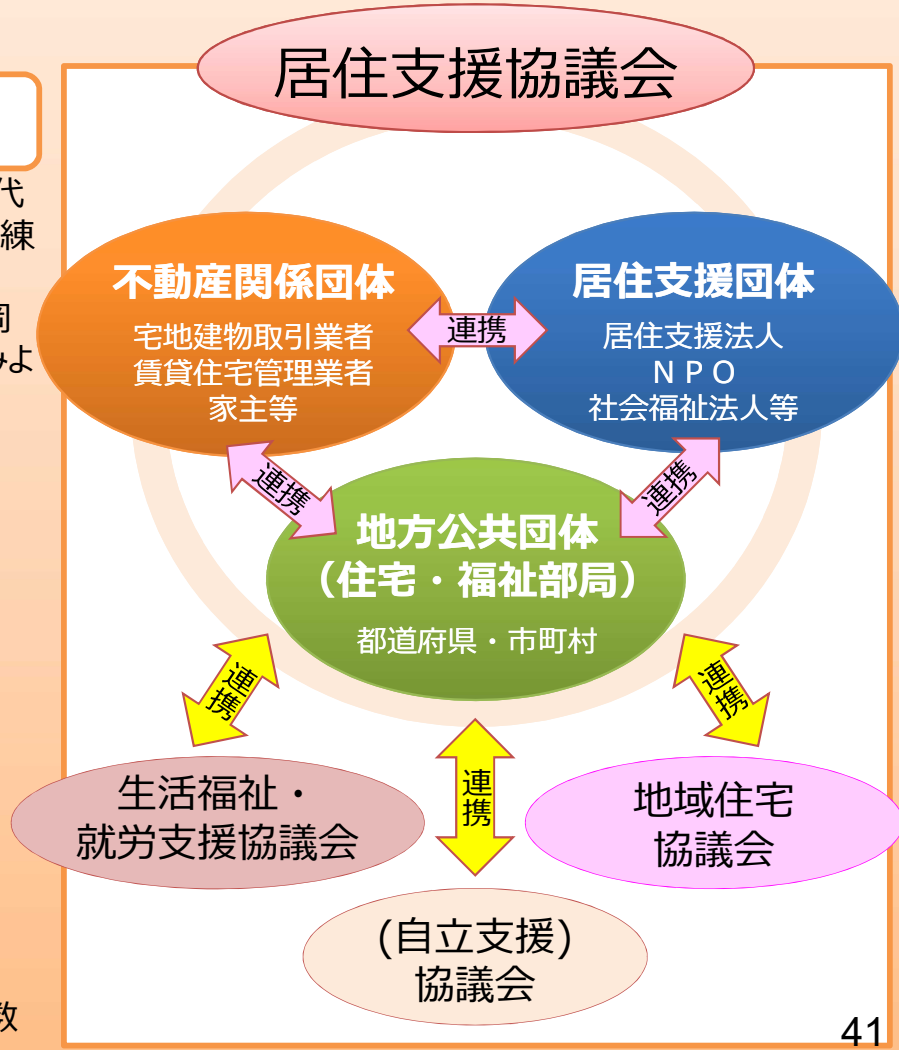 居住支援協議会
代
練
みよ
数
不動産関係団体
宅地建物取引業者
賃貸住宅管理業者
家主等
連携
居住支援団体
居住支援法人
ＮＰＯ
社会福祉法人等
連携
連携
地方公共団体
（住宅・福祉部局）
都道府県・市町村
連携
連携
連携
生活福祉・
就労支援協議会
地域住宅
協議会
(自立支援)
協議会
41